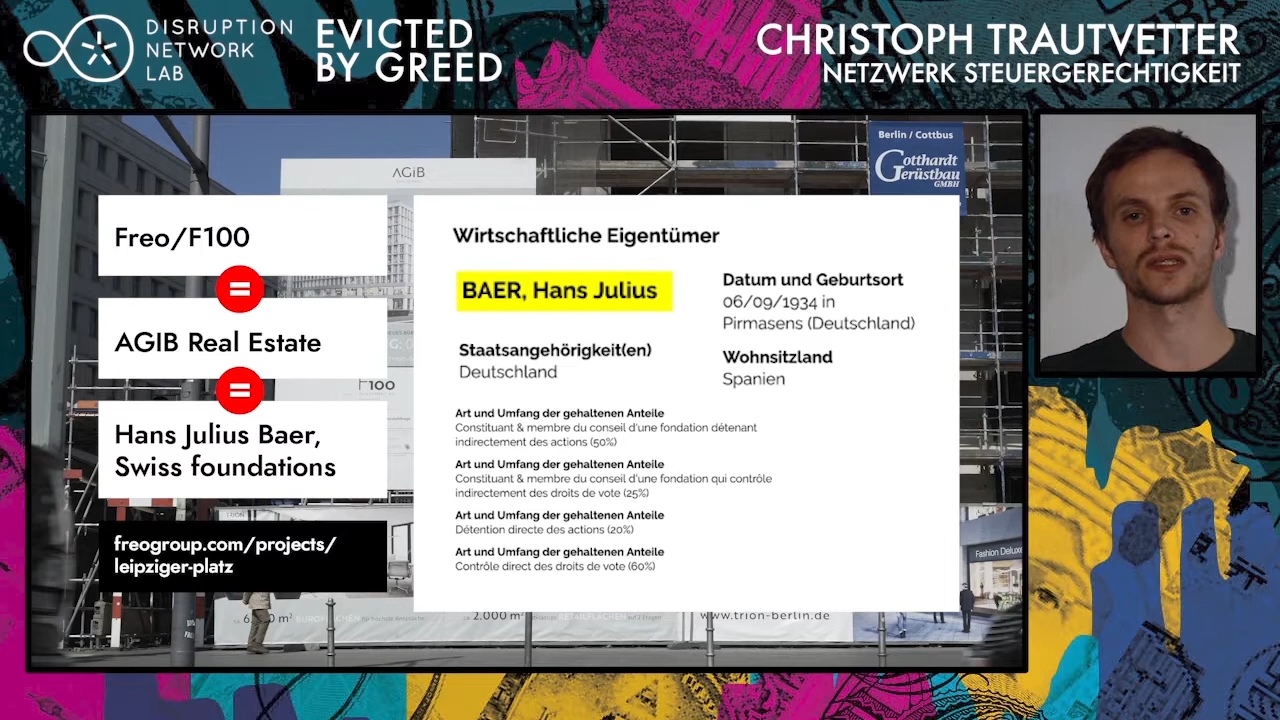 DISRUPTION
NETWORK
LAB
EVICTED
BY GREED
CHRISTOPH TRAUTVETTER
NETZWERK STEUERGERECHTIGKEIT
AGIB
Berlin / Cottbus
Gotthardt
Gerüstbau
GMBH
Freo/F100
=
AGIB Real Estate
=
Hans Julius Baer,
Swiss foundations
freogroup.com/projects/
leipziger-platz
F100
Wirtschaftliche Eigentümer
BAER, Hans Julius
Datum und Geburtsort
06/09/1934 in
Pirmasens (Deutschland)
Staatsangehörigkeit(en)
Deutschland
Wohnsitzland
Spanien
Art und Umfang der gehaltenen Anteile
Constituant & membre du conseil d'une fondation détenant
indirectement des actions (50%)
Art und Umfang der gehaltenen Anteile
Constituant & membre du conseil d'une fondation qui contrôle
indirectement des droits de vote (25%)
Art und Umfang der gehaltenen Anteile
Détention directe des actions (20%)
Art und Umfang der gehaltenen Anteile
Contrôle direct des droits de vote (60%)
Fashion Deluxe
m² BÜROFLÄCHEN
2.000 m² RETAILFLÄCHEN
www.trion-berlin.de